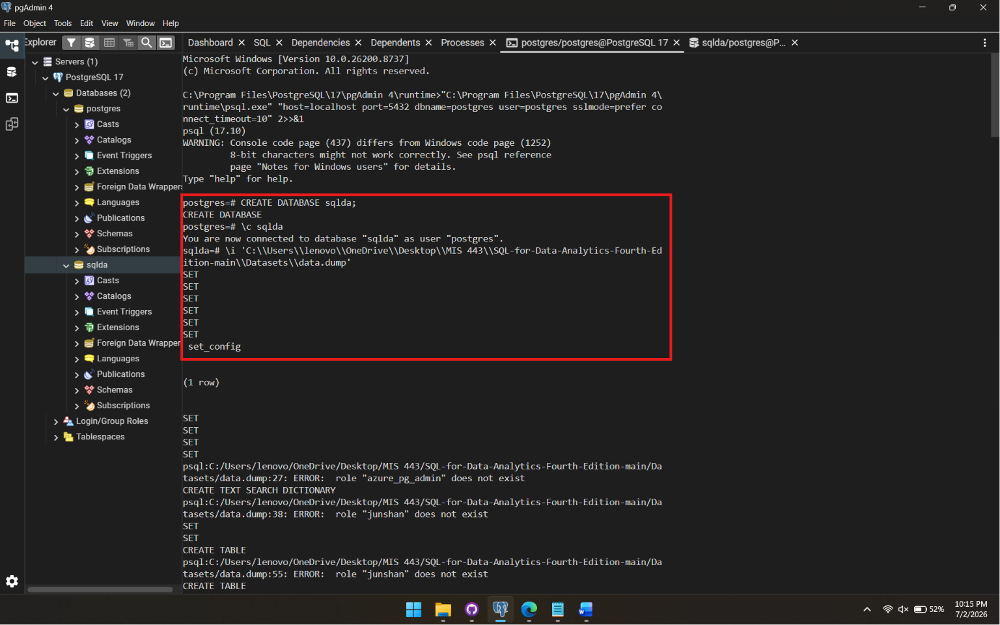 pgAdmin 4
File Object Tools Edit View Window Help
Explorer
Dashboard SQL Dependencies Dependents Processes postgres/postgres@PostgreSQL 17 sqlda/postgres@P...
Servers (1)
PostgreSQL 17
Databases (2)
postgres
Casts
Catalogs
Event Triggers
Extensions
Foreign Data Wrappers
Languages
Publications
Schemas
Subscriptions
sqlda
Casts
Catalogs
Event Triggers
Extensions
Foreign Data Wrapper
Languages
Publications
Schemas
Subscriptions
Login/Group Roles
Tablespaces
Microsoft Windows [Version 10.0.26200.8737]
(c) Microsoft Corporation. All rights reserved.
C:\Program Files\PostgreSQL\17\pgAdmin 4\runtime>"C:\Program Files\PostgreSQL\17\pgAdmin 4\
runtime\psql.exe" "host=localhost port=5432 dbname=postgres user=postgres sslmode=prefer co
nnect_timeout=10" 2>>&1
psql (17.10)
WARNING: Console code page (437) differs from Windows code page (1252)
8-bit characters might not work correctly. See psql reference
page "Notes for Windows users" for details.
Type "help" for help.
postgres=# CREATE DATABASE sqlda;
CREATE DATABASE
postgres=# \c sqlda
You are now connected to database "sqlda" as user "postgres".
sqlda=# \i 'C:\\Users\\lenovo\\OneDrive\\Desktop\\MIS 443\\SQL-for-Data-Analytics-Fourth-Ed
ition-main\\Datasets\\data.dump'
SET
SET
SET
SET
SET
SET
set_config
(1 row)
SET
SET
SET
SET
psql:C:/Users/lenovo/OneDrive/Desktop/MIS 443/SQL-for-Data-Analytics-Fourth-Edition-main/Da
tasets/data.dump:27: ERROR:  role "azure_pg_admin" does not exist
CREATE TEXT SEARCH DICTIONARY
psql:C:/Users/lenovo/OneDrive/Desktop/MIS 443/SQL-for-Data-Analytics-Fourth-Edition-main/Da
tasets/data.dump:38: ERROR:  role "junshan" does not exist
SET
SET
CREATE TABLE
psql:C:/Users/lenovo/OneDrive/Desktop/MIS 443/SQL-for-Data-Analytics-Fourth-Edition-main/Da
tasets/data.dump:55: ERROR:  role "junshan" does not exist
CREATE TABLE
52%
10:15 PM
7/2/2026